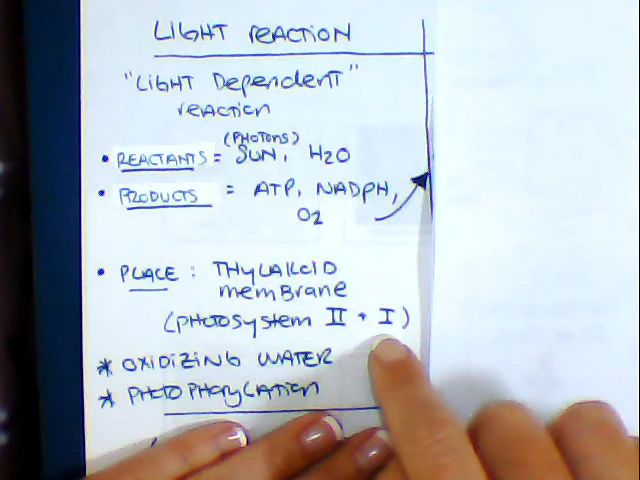 LIGHT REACTION
"LIGHT DEPENDENT"
REACTION
(PHOTONS)
• REACTANTS = SUN, H2O
• PRODUCTS = ATP, NADPH,
O2
• PLACE : THYLAKOID
MEMBRANE
(PHOTOSYSTEM II + I)
* OXIDIZING WATER
* PHOTOPHORYLATION